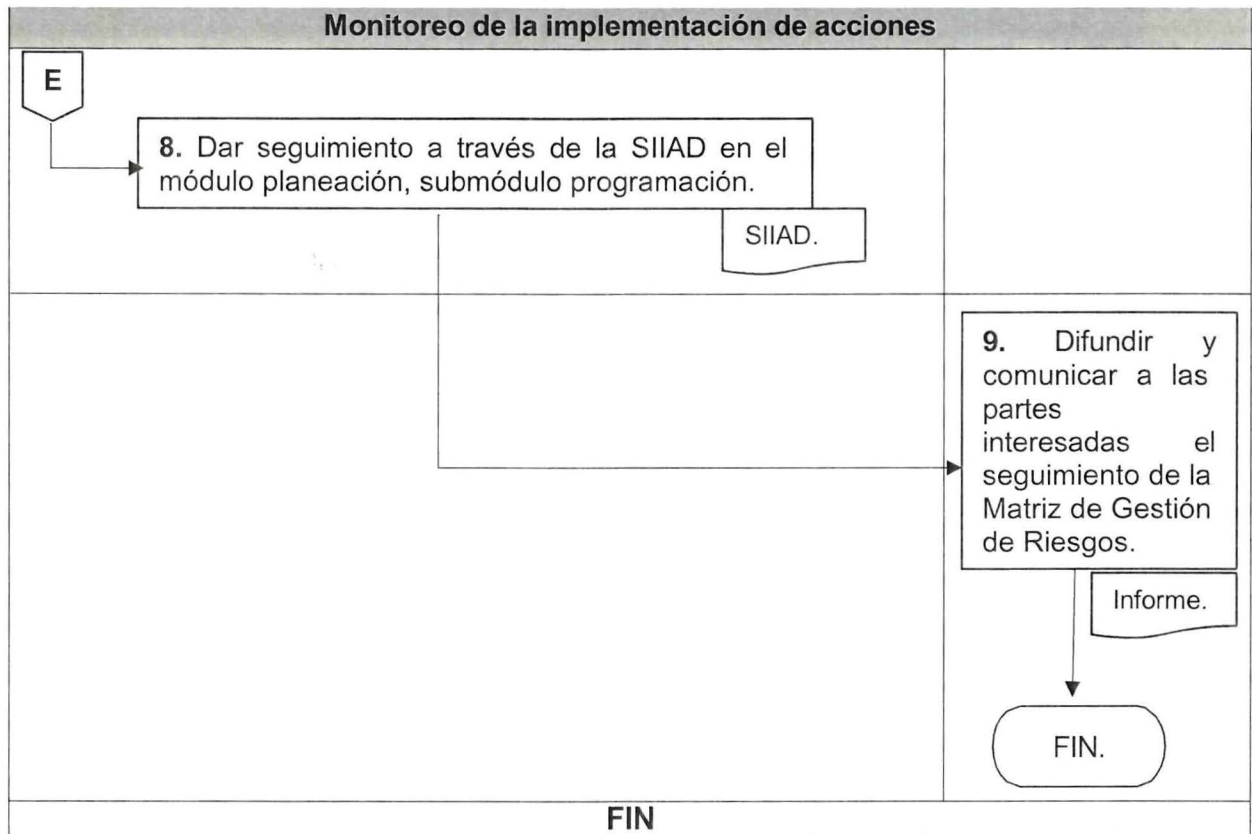 Monitoreo de la implementación de acciones
E
8. Dar seguimiento a través de la SIIAD en el
módulo planeación, submódulo programación.
SIIAD.
9. Difundir y
comunicar a las
partes
interesadas el
seguimiento de la
Matriz de Gestión
de Riesgos.
Informe.
FIN.
FIN